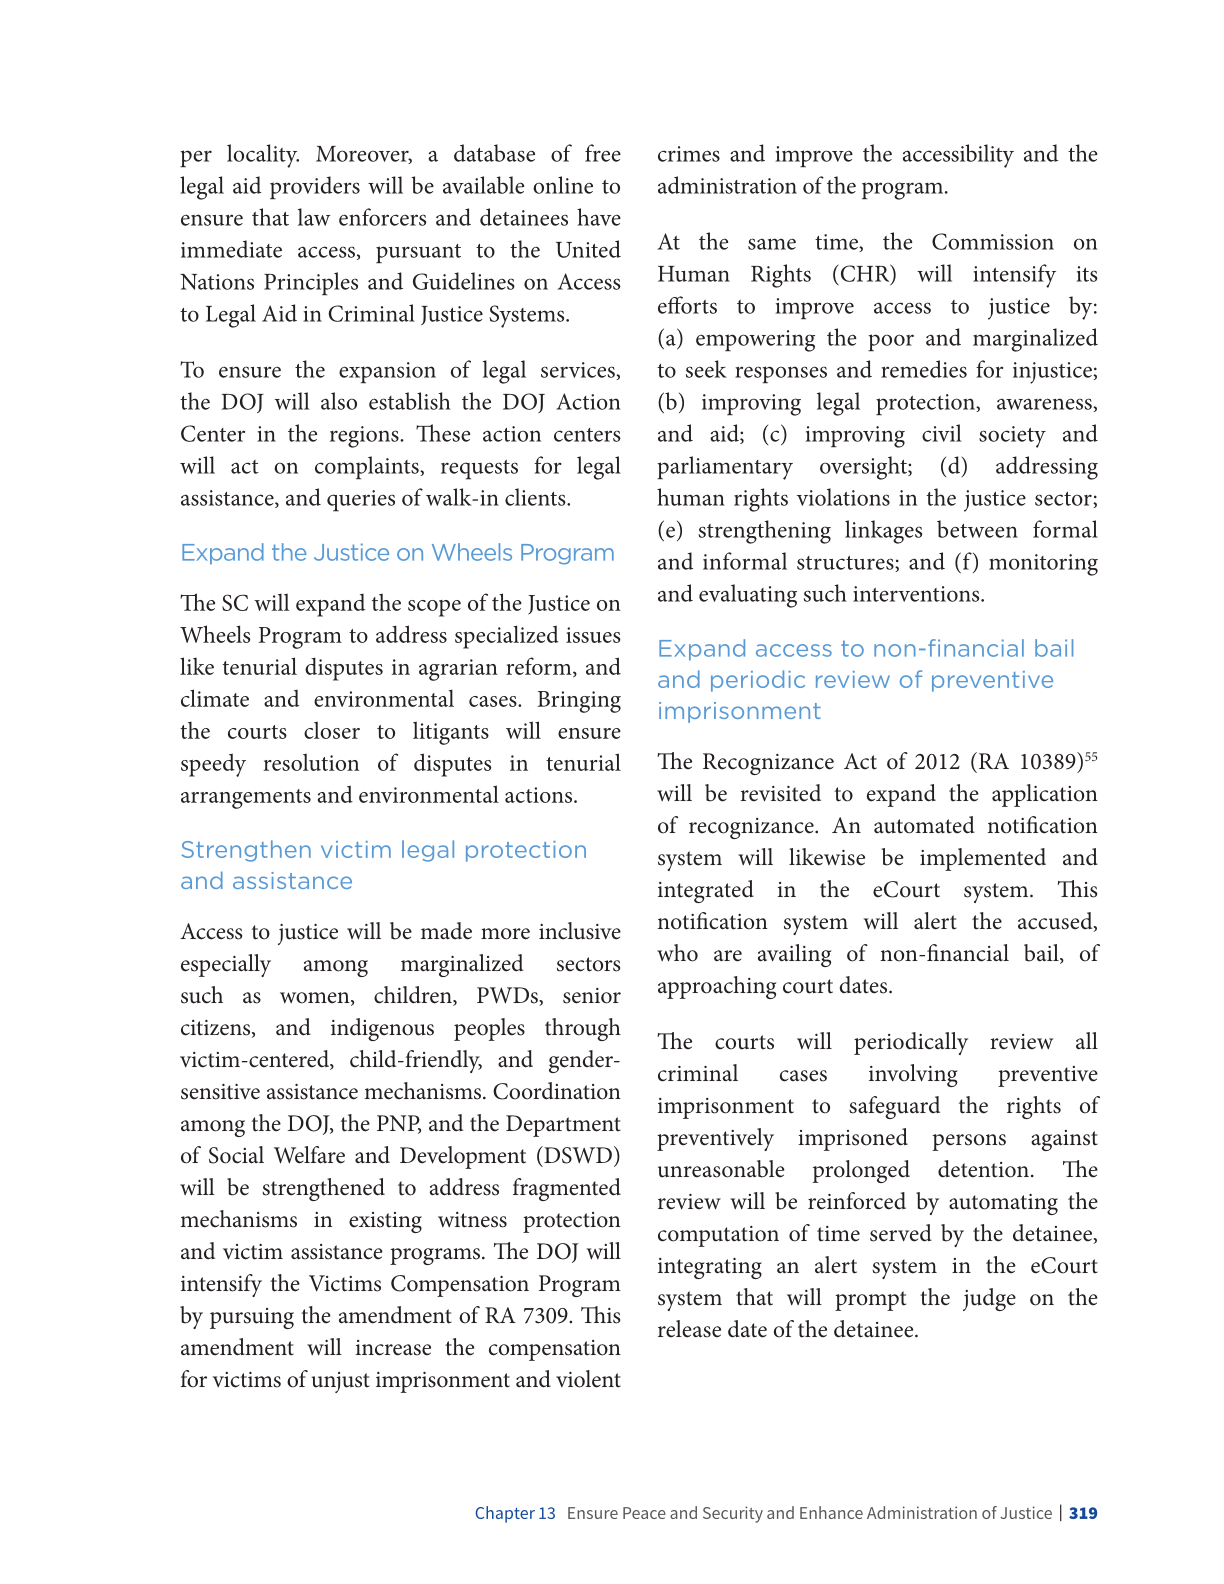 per locality. Moreover, a database of free
legal aid providers will be available online to
ensure that law enforcers and detainees have
immediate access, pursuant to the United
Nations Principles and Guidelines on Access
to Legal Aid in Criminal Justice Systems.
To ensure the expansion of legal services,
the DOJ will also establish the DOJ Action
Center in the regions. These action centers
will act on complaints, requests for legal
assistance, and queries of walk-in clients.
Expand the Justice on Wheels Program
The SC will expand the scope of the Justice on
Wheels Program to address specialized issues
like tenurial disputes in agrarian reform, and
climate and environmental cases. Bringing
the courts closer to litigants will ensure
speedy resolution of disputes in tenurial
arrangements and environmental actions.
Strengthen victim legal protection
and assistance
Access to justice will be made more inclusive
especially among marginalized sectors
such as women, children, PWDs, senior
citizens, and indigenous peoples through
victim-centered, child-friendly, and gender-
sensitive assistance mechanisms. Coordination
among the DOJ, the PNP, and the Department
of Social Welfare and Development (DSWD)
will be strengthened to address fragmented
mechanisms in existing witness protection
and victim assistance programs. The DOJ will
intensify the Victims Compensation Program
by pursuing the amendment of RA 7309. This
amendment will increase the compensation
for victims of unjust imprisonment and violent
crimes and improve the accessibility and the
administration of the program.
At the same time, the Commission on
Human Rights (CHR) will intensify its
efforts to improve access to justice by:
(a) empowering the poor and marginalized
to seek responses and remedies for injustice;
(b) improving legal protection, awareness,
and aid; (c) improving civil society and
parliamentary oversight; (d) addressing
human rights violations in the justice sector;
(e) strengthening linkages between formal
and informal structures; and (f) monitoring
and evaluating such interventions.
Expand access to non-financial bail
and periodic review of preventive
imprisonment
The Recognizance Act of 2012 (RA 10389)55
will be revisited to expand the application
of recognizance. An automated notification
system will likewise be implemented and
integrated in the eCourt system. This
notification system will alert the accused,
who are availing of non-financial bail, of
approaching court dates.
The courts will periodically review all
criminal cases involving preventive
imprisonment to safeguard the rights of
preventively imprisoned persons against
unreasonable prolonged detention. The
review will be reinforced by automating the
computation of time served by the detainee,
integrating an alert system in the eCourt
system that will prompt the judge on the
release date of the detainee.
Chapter 13 Ensure Peace and Security and Enhance Administration of Justice | 319